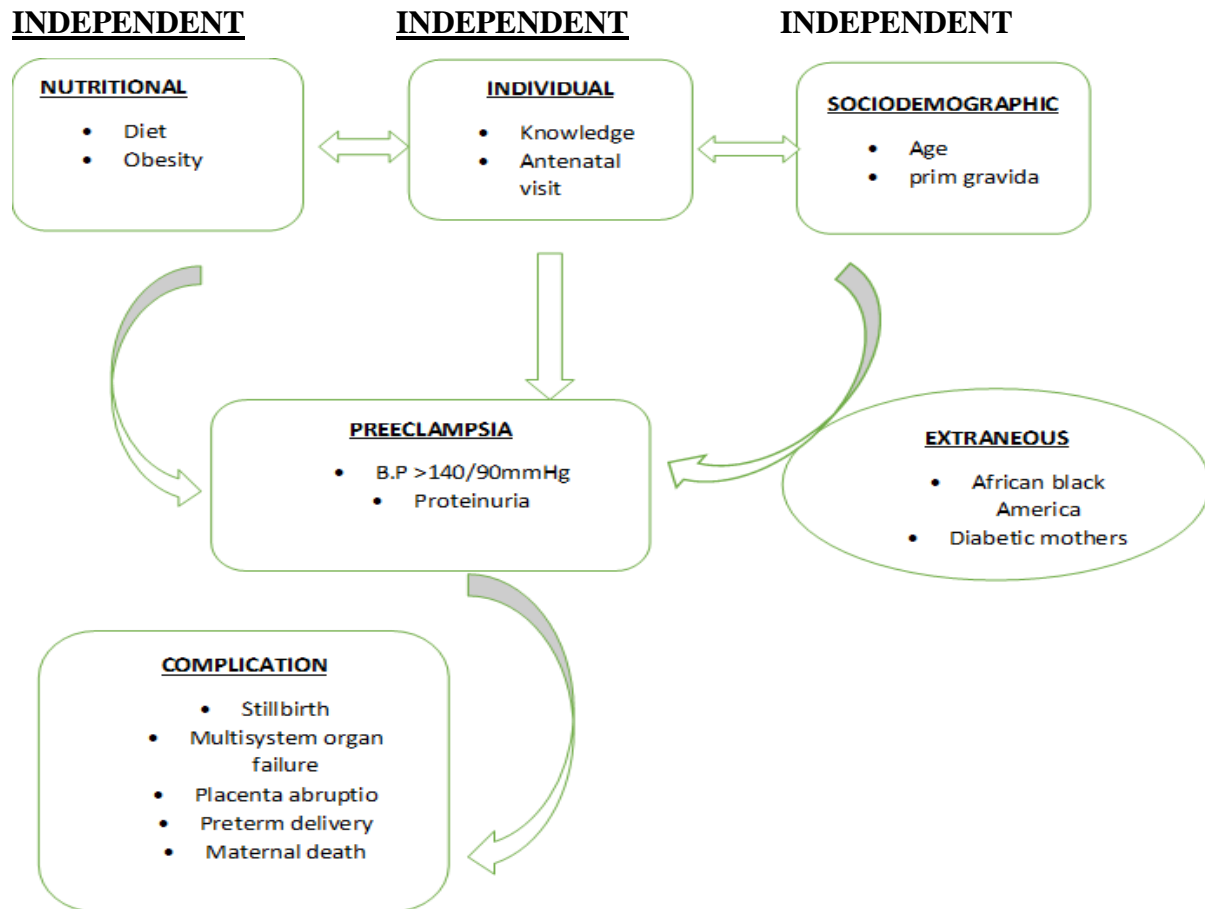 INDEPENDENT
INDEPENDENT
INDEPENDENT
NUTRITIONAL
• Diet
• Obesity
INDIVIDUAL
• Knowledge
• Antenatal
visit
SOCIODEMOGRAPHIC
• Age
• prim gravida
PREECLAMPSIA
• B.P >140/90mmHg
• Proteinuria
EXTRANEOUS
• African black
America
• Diabetic mothers
COMPLICATION
• Stillbirth
• Multisystem organ
failure
• Placenta abruptio
• Preterm delivery
• Maternal death